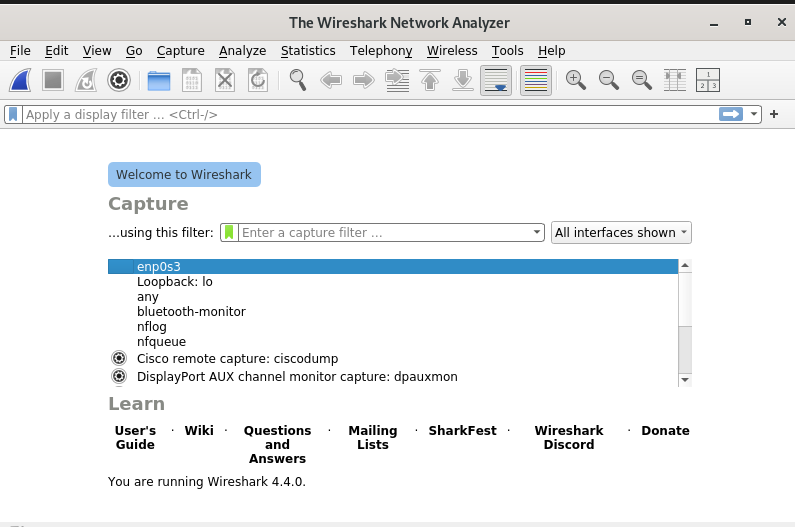 The Wireshark Network Analyzer
File Edit View Go Capture Analyze Statistics Telephony Wireless Tools Help
Apply a display filter … <Ctrl-/>
Welcome to Wireshark
Capture
…using this filter: Enter a capture filter … All interfaces shown
enp0s3
Loopback: lo
any
bluetooth-monitor
nflog
nfqueue
Cisco remote capture: ciscodump
DisplayPort AUX channel monitor capture: dpauxmon
Learn
User's Guide · Wiki · Questions and Answers · Mailing Lists · SharkFest · Wireshark Discord · Donate
You are running Wireshark 4.4.0.